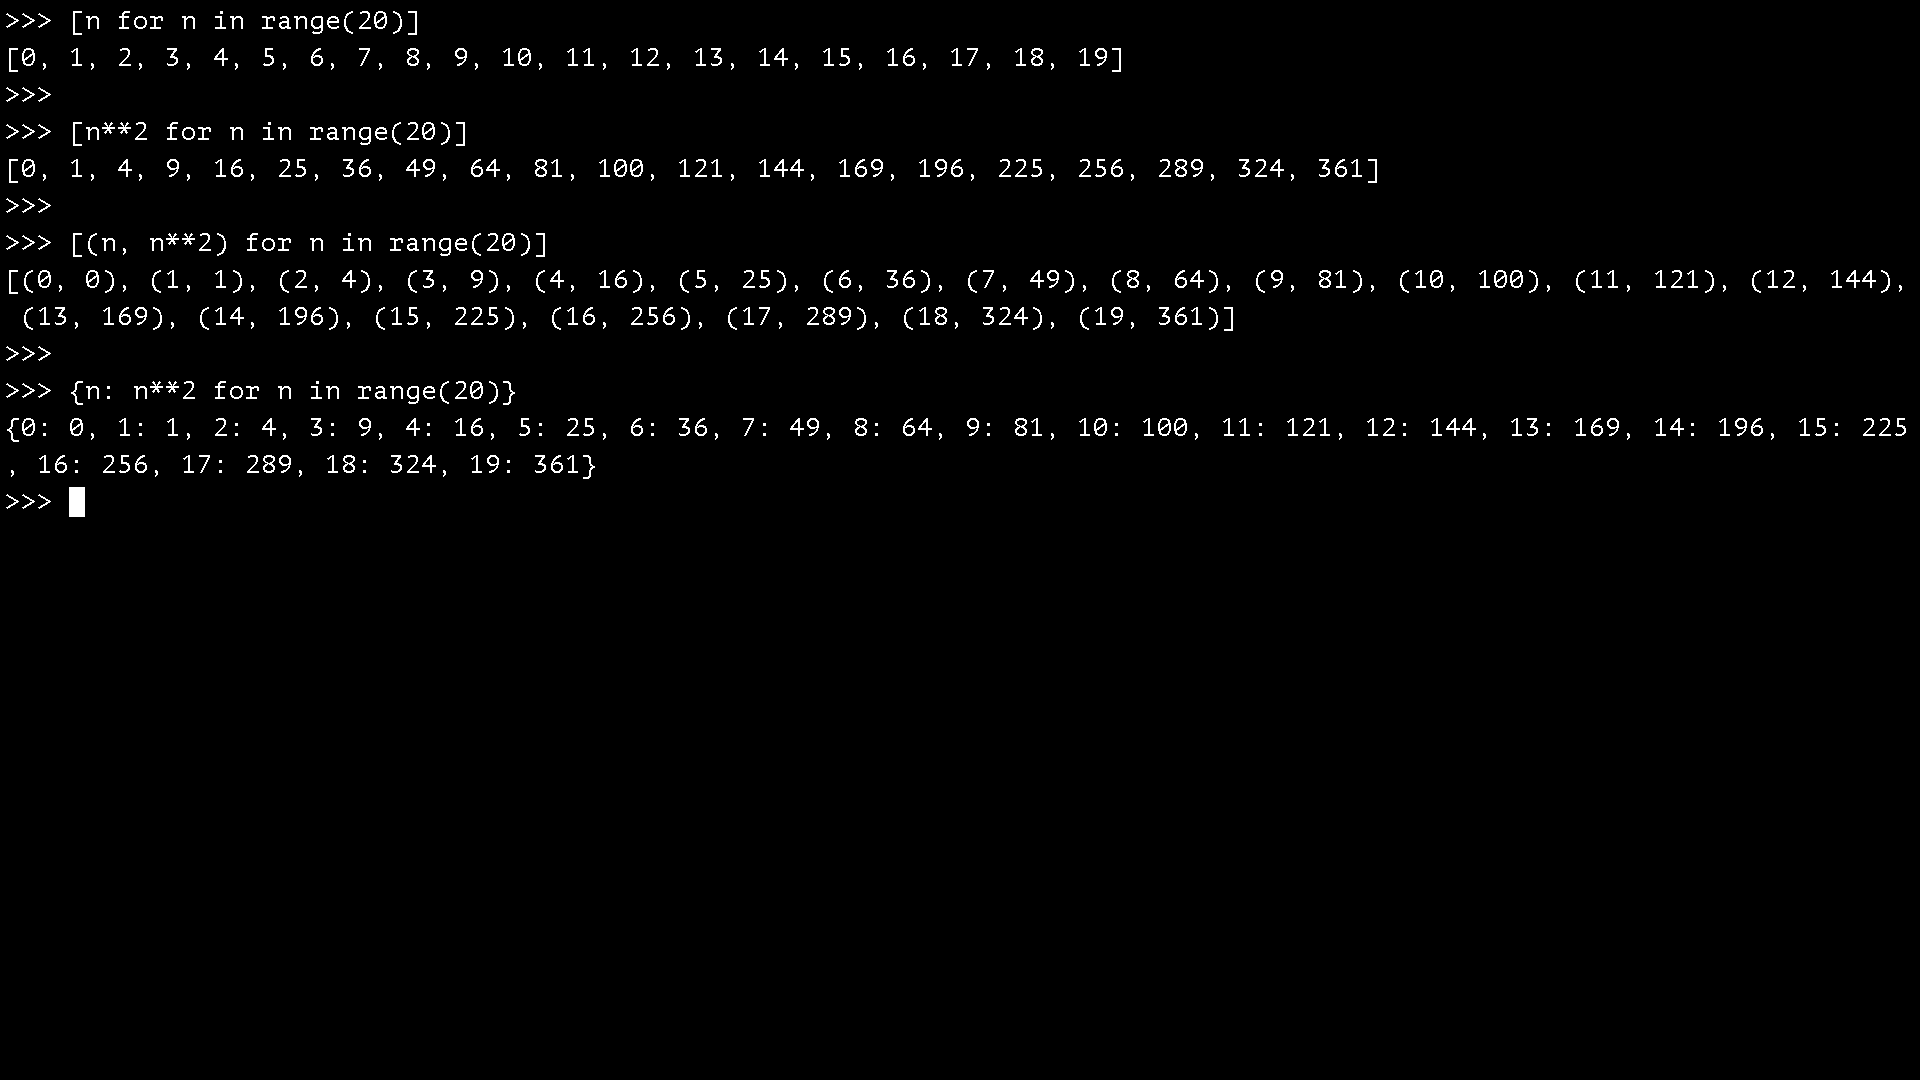 >>> [n for n in range(20)]
[0, 1, 2, 3, 4, 5, 6, 7, 8, 9, 10, 11, 12, 13, 14, 15, 16, 17, 18, 19]
>>>
>>> [n**2 for n in range(20)]
[0, 1, 4, 9, 16, 25, 36, 49, 64, 81, 100, 121, 144, 169, 196, 225, 256, 289, 324, 361]
>>>
>>> [(n, n**2) for n in range(20)]
[(0, 0), (1, 1), (2, 4), (3, 9), (4, 16), (5, 25), (6, 36), (7, 49), (8, 64), (9, 81), (10, 100), (11, 121), (12, 144),
 (13, 169), (14, 196), (15, 225), (16, 256), (17, 289), (18, 324), (19, 361)]
>>>
>>> {n: n**2 for n in range(20)}
{0: 0, 1: 1, 2: 4, 3: 9, 4: 16, 5: 25, 6: 36, 7: 49, 8: 64, 9: 81, 10: 100, 11: 121, 12: 144, 13: 169, 14: 196, 15: 225
, 16: 256, 17: 289, 18: 324, 19: 361}
>>>